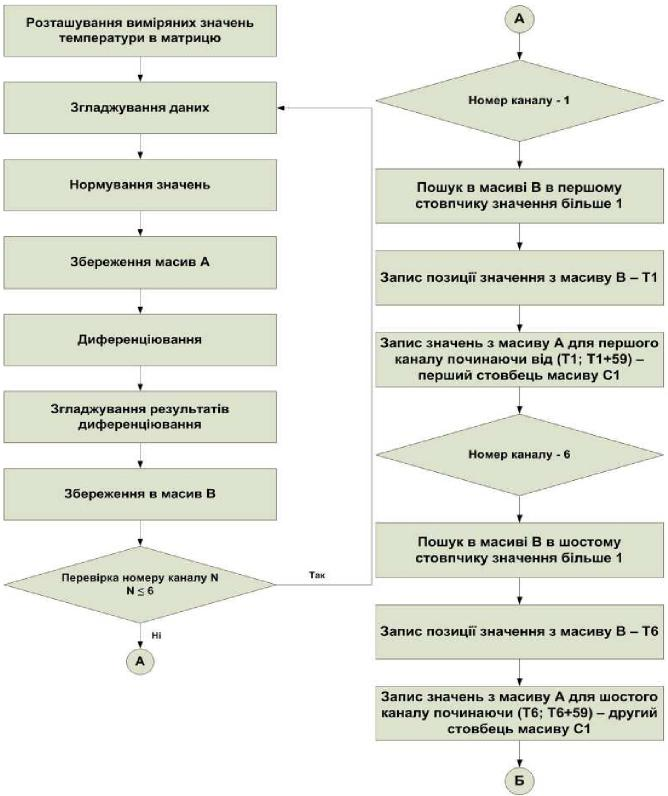 Розташування виміряних значень
температури в матрицю
Згладжування даних
Нормування значень
Збереження масив А
Диференціювання
Згладжування результатів
диференціювання
Збереження в масив В
Перевірка номеру каналу N
N ≤ 6
Так
Ні
А
А
Номер каналу - 1
Пошук в масиві В в першому
стовпчику значення більше 1
Запис позиції значення з масиву В – Т1
Запис значень з масиву А для першого
каналу починаючи від (Т1; Т1+59) –
перший стовбець масиву С1
Номер каналу - 6
Пошук в масиві В в шостому
стовпчику значення більше 1
Запис позиції значення з масиву В – Т6
Запис значень з масиву А для шостого
каналу починаючи (Т6; Т6+59) – другий
стовбець масиву С1
Б